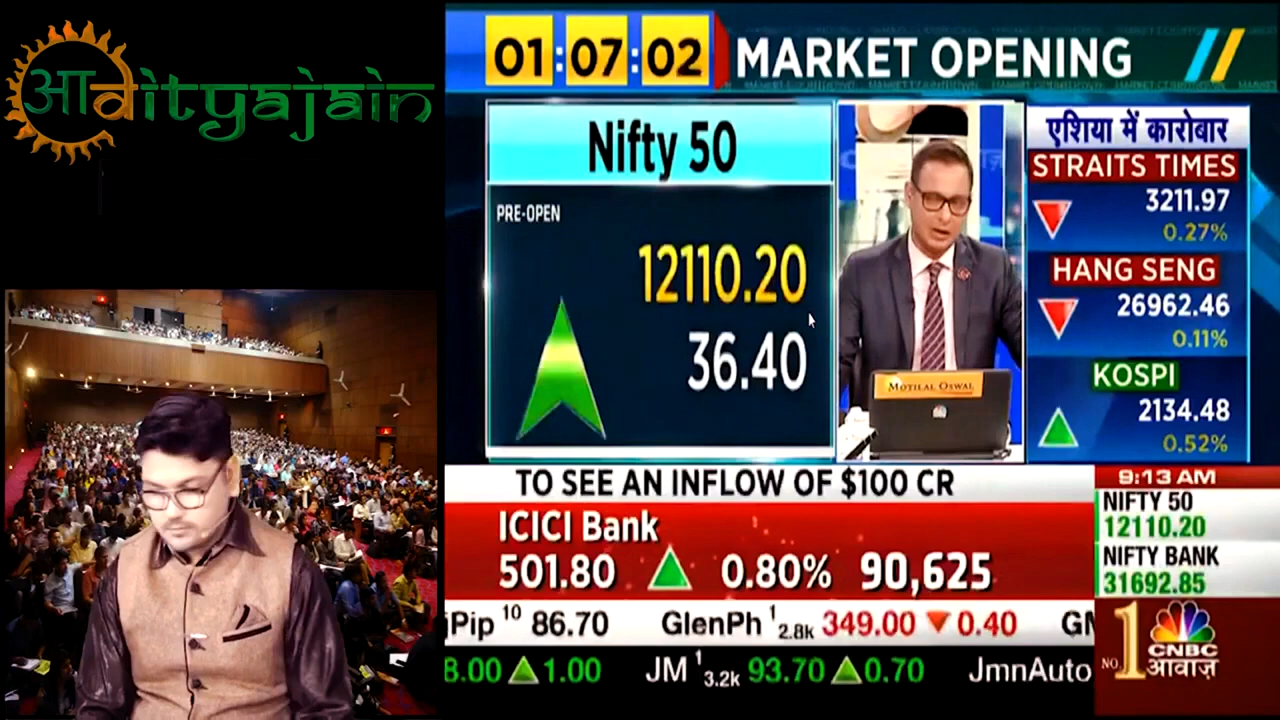 आdityajain
01:07:02 MARKET OPENING
Nifty 50
PRE-OPEN
12110.20
36.40
MOTILAL OSWAL
एशिया में कारोबार
STRAITS TIMES
3211.97
0.27%
HANG SENG
26962.46
0.11%
KOSPI
2134.48
0.52%
TO SEE AN INFLOW OF $100 CR
ICICI Bank
501.80 0.80% 90,625
Pip 10 86.70 GlenPh 1 2.8k 349.00 0.40 GM
8.00 1.00 JM 1 3.2k 93.70 0.70 JmnAuto
9:13 AM
NIFTY 50
12110.20
NIFTY BANK
31692.85
NO.1 CNBC
आवाज़